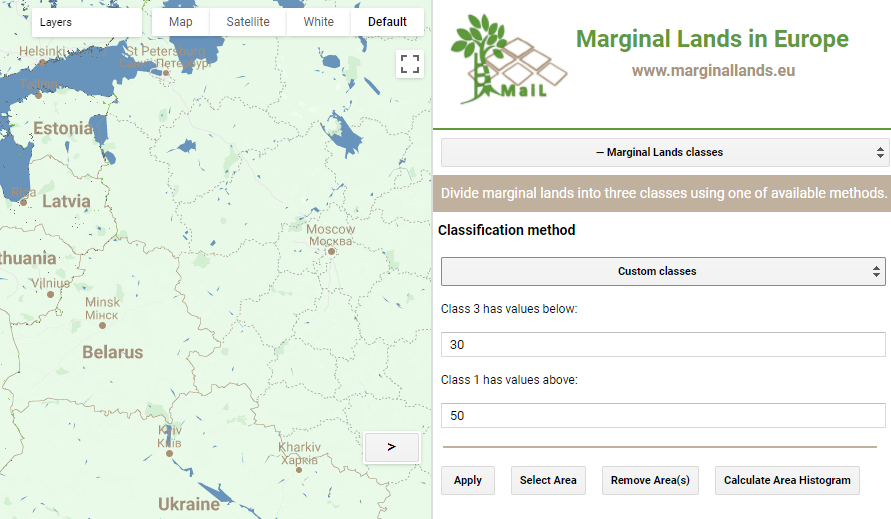 Layers
Map
Satellite
White
Default
Helsinki
St Petersburg
Санкт-Петербург
Tallinn
Estonia
Riga
Latvia
Moscow
Москва
thuania
Vilnius
Minsk
Мінск
Belarus
Kyiv
Київ
Kharkiv
Харків
Ukraine
>
MaiL
Marginal Lands in Europe
www.marginallands.eu
— Marginal Lands classes
Divide marginal lands into three classes using one of available methods.
Classification method
Custom classes
Class 3 has values below:
30
Class 1 has values above:
50
Apply
Select Area
Remove Area(s)
Calculate Area Histogram